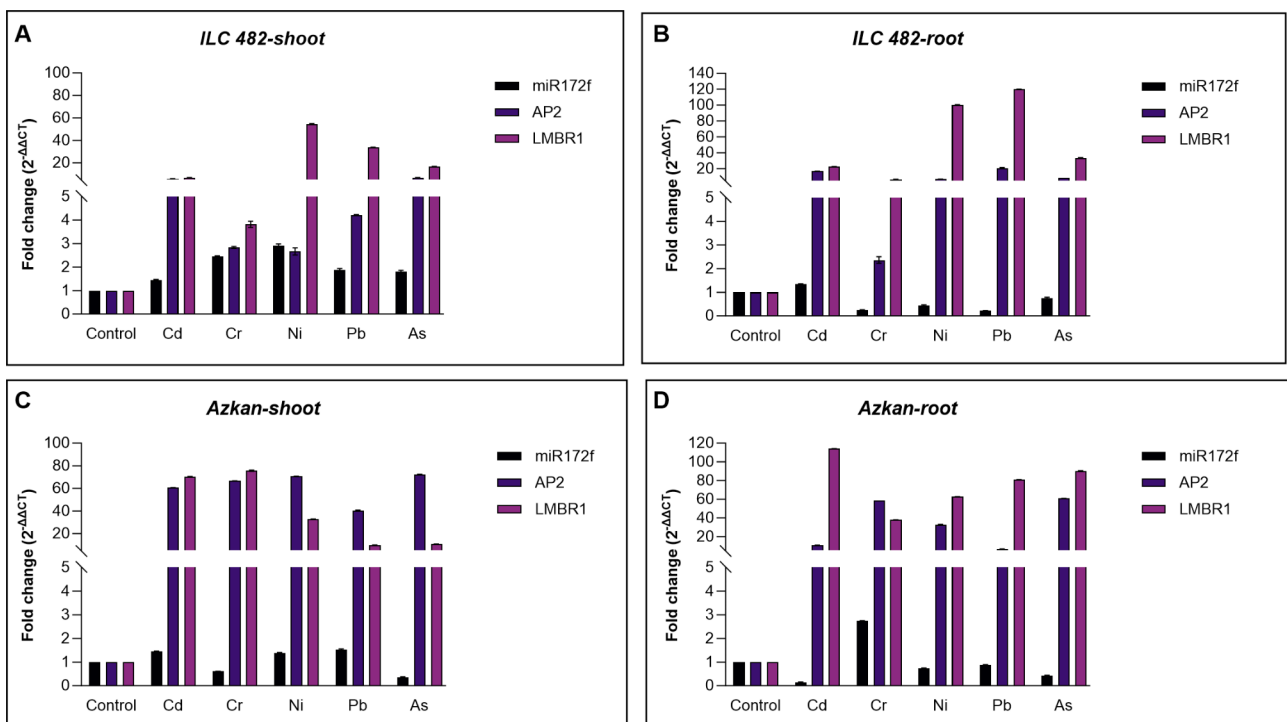 A
ILC 482-shoot
Fold change (2-ΔΔCT)
100
80
60
40
20
5
4
3
2
1
0
Control Cd Cr Ni Pb As
miR172f
AP2
LMBR1
B
ILC 482-root
Fold change (2-ΔΔCT)
140
120
100
80
60
40
20
5
4
3
2
1
0
Control Cd Cr Ni Pb As
miR172f
AP2
LMBR1
C
Azkan-shoot
Fold change (2-ΔΔCT)
100
80
60
40
20
5
4
3
2
1
0
Control Cd Cr Ni Pb As
miR172f
AP2
LMBR1
D
Azkan-root
Fold change (2-ΔΔCT)
120
100
80
60
40
20
5
4
3
2
1
0
Control Cd Cr Ni Pb As
miR172f
AP2
LMBR1